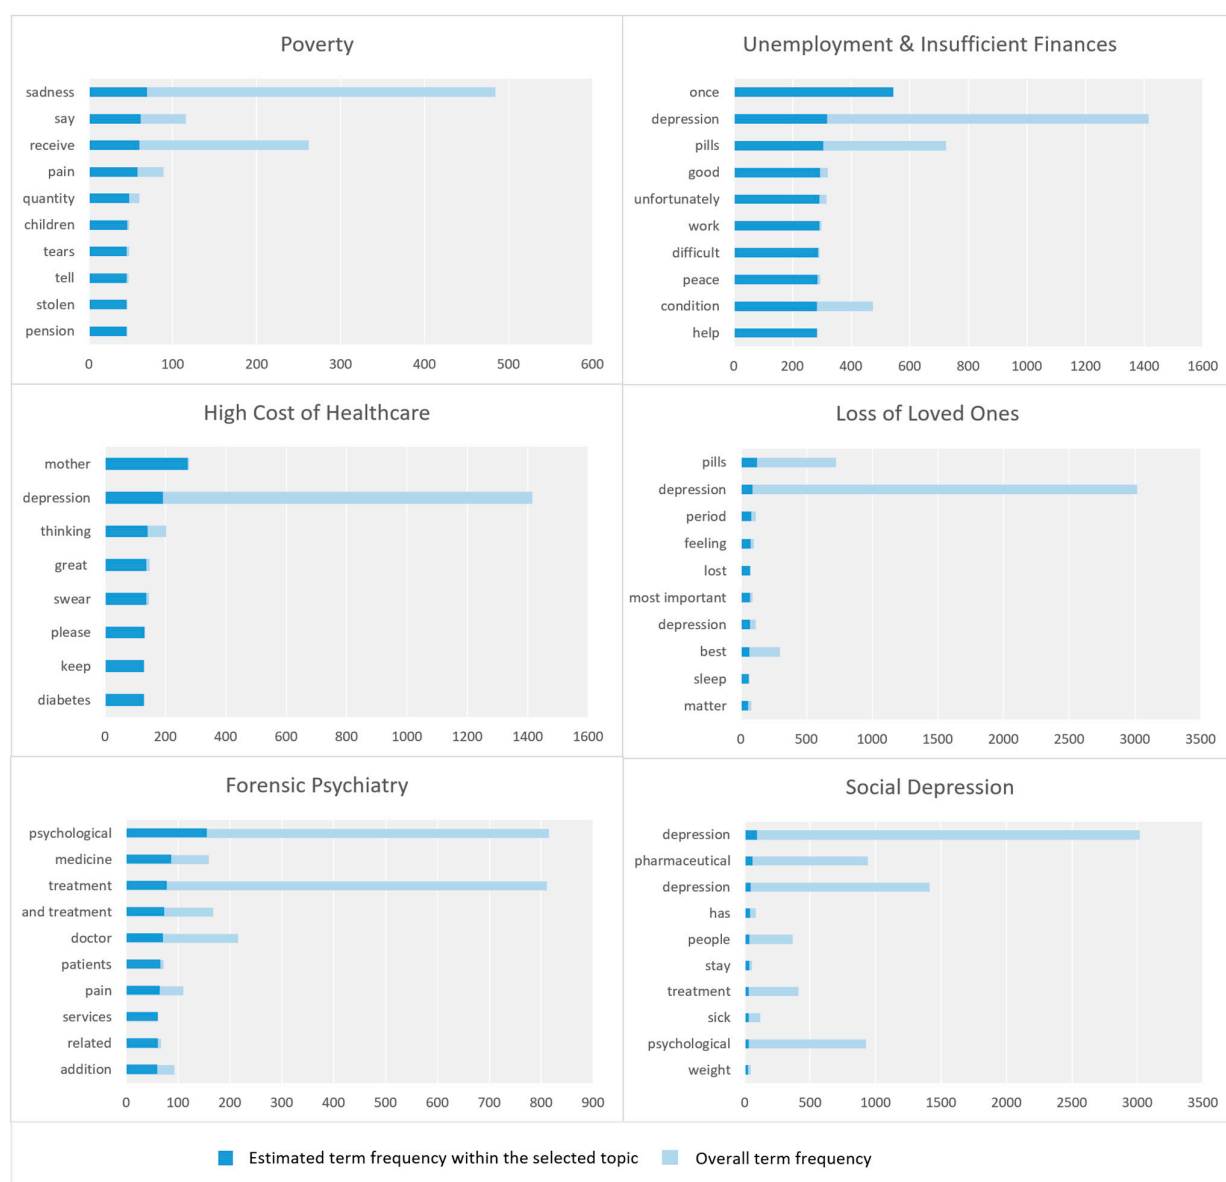 Poverty
sadness
say
receive
pain
quantity
children
tears
tell
stolen
pension
0 100 200 300 400 500 600
Unemployment & Insufficient Finances
once
depression
pills
good
unfortunately
work
difficult
peace
condition
help
0 200 400 600 800 1000 1200 1400 1600
High Cost of Healthcare
mother
depression
thinking
great
swear
please
keep
diabetes
0 200 400 600 800 1000 1200 1400 1600
Loss of Loved Ones
pills
depression
period
feeling
lost
most important
depression
best
sleep
matter
0 500 1000 1500 2000 2500 3000 3500
Forensic Psychiatry
psychological
medicine
treatment
and treatment
doctor
patients
pain
services
related
addition
0 100 200 300 400 500 600 700 800 900
Social Depression
depression
pharmaceutical
depression
has
people
stay
treatment
sick
psychological
weight
0 500 1000 1500 2000 2500 3000 3500
Estimated term frequency within the selected topic Overall term frequency